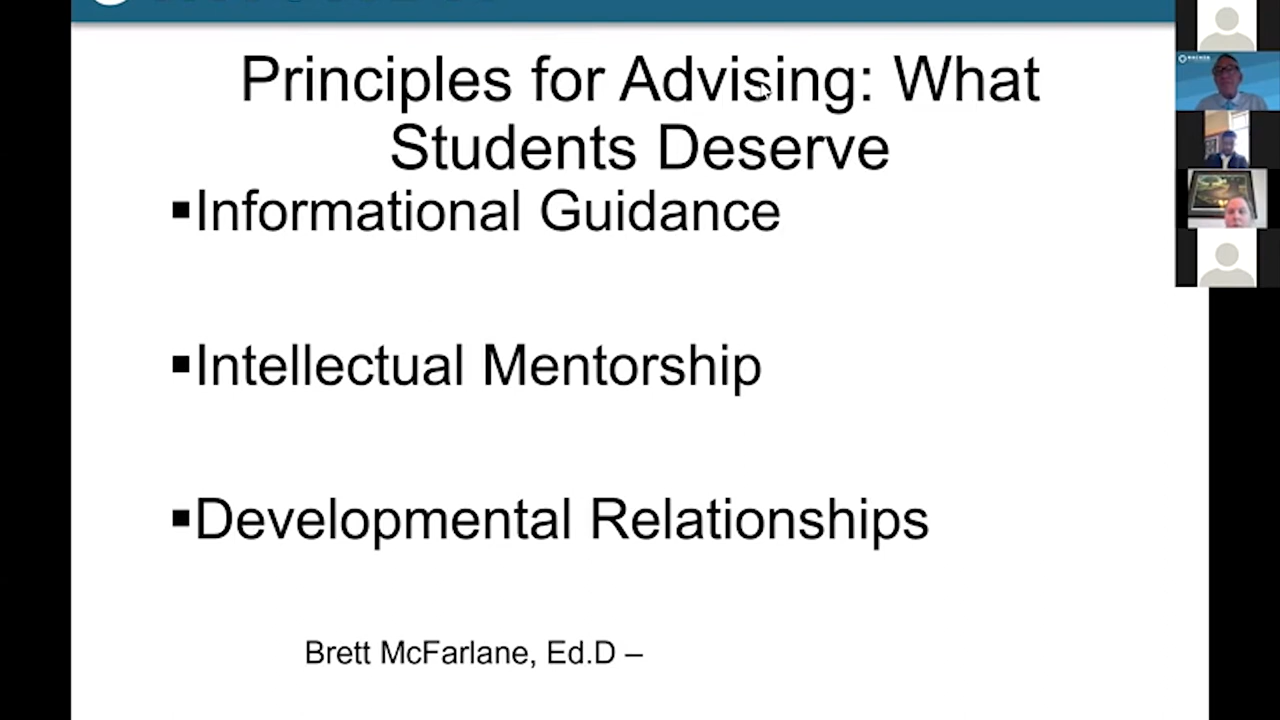 Principles for Advising: What
Students Deserve
▪Informational Guidance
▪Intellectual Mentorship
▪Developmental Relationships
Brett McFarlane, Ed.D –